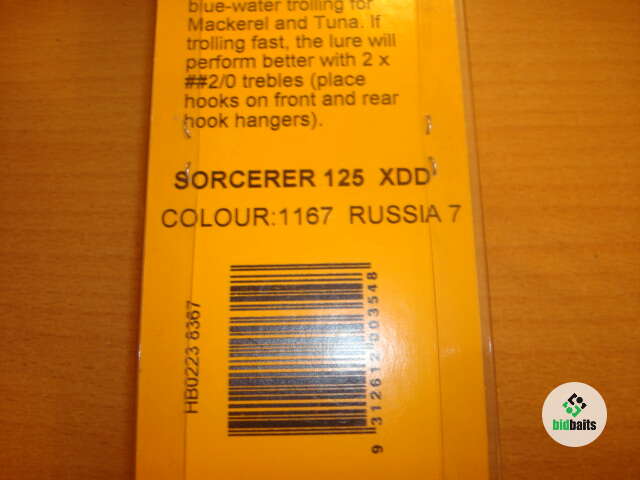 blue-water trolling for
Mackerel and Tuna. If
trolling fast, the lure will
perform better with 2 x
##2/0 trebles (place
hooks on front and rear
hook hangers).
SORCERER 125 XDD
COLOUR:1167 RUSSIA 7
HB0223 6367
9 312612 003548
bidbaits